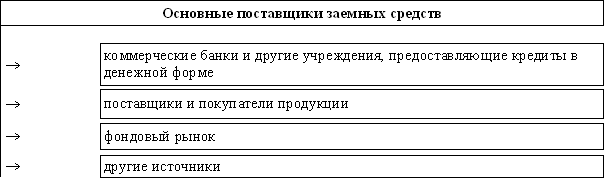 Основные поставщики заемных средств
→ коммерческие банки и другие учреждения, предоставляющие кредиты в
денежной форме
→ поставщики и покупатели продукции
→ фондовый рынок
→ другие источники